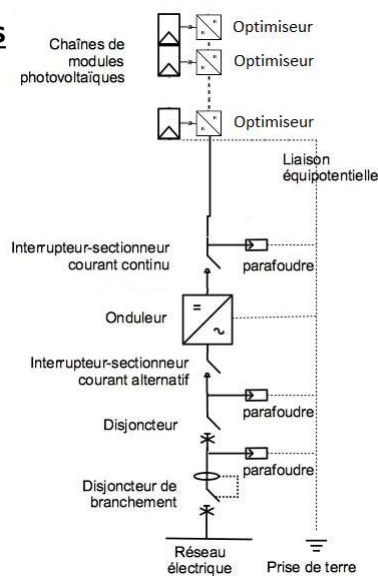 s
Chaînes de
modules
photovoltaïques
Optimiseur
Optimiseur
Optimiseur
Liaison
équipotentielle
Interrupteur-sectionneur
courant continu
parafoudre
Onduleur
Interrupteur-sectionneur
courant alternatif
parafoudre
Disjoncteur
parafoudre
Disjoncteur de
branchement
Réseau
électrique
Prise de terre